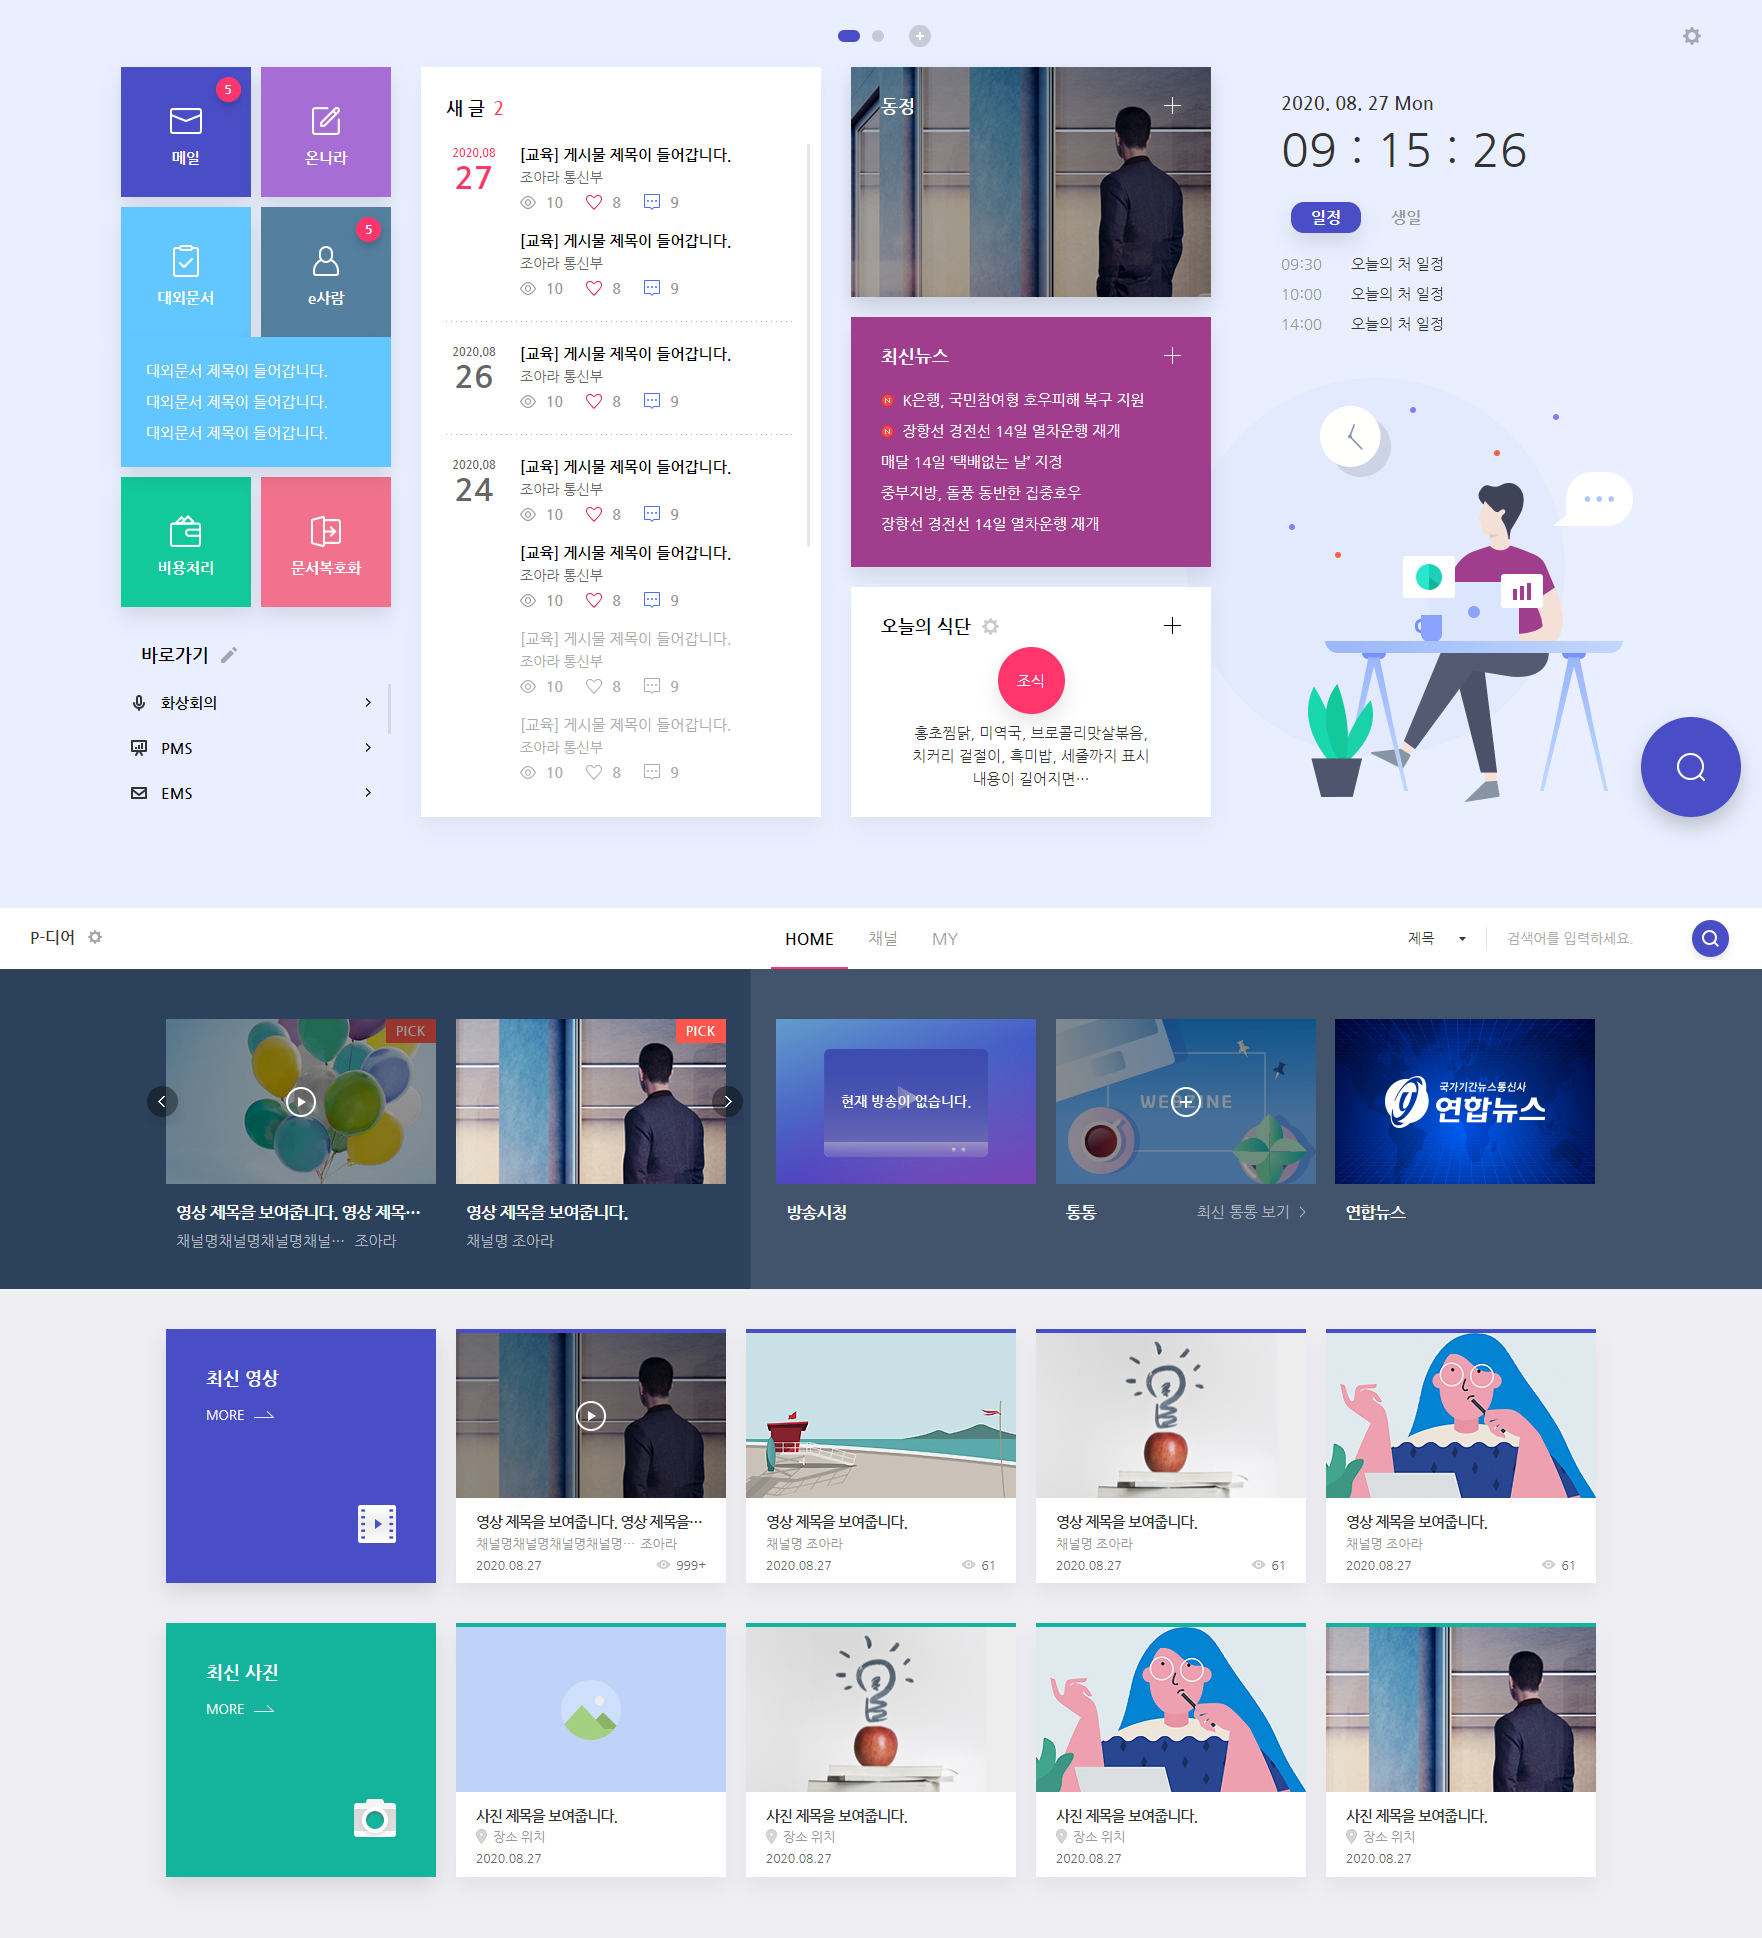 5
메일
온나라
5
대외문서
e사람
대외문서 제목이 들어갑니다.
대외문서 제목이 들어갑니다.
대외문서 제목이 들어갑니다.
비용처리
문서복호화
바로가기
화상회의
PMS
EMS
새 글 2
2020.08
27
[교육] 게시물 제목이 들어갑니다.
조아라 통신부
10 8 9
[교육] 게시물 제목이 들어갑니다.
조아라 통신부
10 8 9
2020.08
26
[교육] 게시물 제목이 들어갑니다.
조아라 통신부
10 8 9
2020.08
24
[교육] 게시물 제목이 들어갑니다.
조아라 통신부
10 8 9
[교육] 게시물 제목이 들어갑니다.
조아라 통신부
10 8 9
[교육] 게시물 제목이 들어갑니다.
조아라 통신부
10 8 9
[교육] 게시물 제목이 들어갑니다.
조아라 통신부
10 8 9
동정
최신뉴스
N K은행, 국민참여형 호우피해 복구 지원
N 장항선 경전선 14일 열차운행 재개
매달 14일 '택배없는 날' 지정
중부지방, 돌풍 동반한 집중호우
장항선 경전선 14일 열차운행 재개
오늘의 식단
조식
홍초찜닭, 미역국, 브로콜리맛살볶음,
치커리 겉절이, 흑미밥, 세줄까지 표시
내용이 길어지면…
2020. 08. 27 Mon
09 : 15 : 26
일정 생일
09:30 오늘의 처 일정
10:00 오늘의 처 일정
14:00 오늘의 처 일정
P-디어
HOME 채널 MY
제목
검색어를 입력하세요.
PICK
영상 제목을 보여줍니다. 영상 제목…
채널명채널명채널명채널… 조아라
PICK
영상 제목을 보여줍니다.
채널명 조아라
현재 방송이 없습니다.
방송시청
WEBZINE
통통
최신 통통 보기
국가기간뉴스통신사
연합뉴스
연합뉴스
최신 영상
MORE
영상 제목을 보여줍니다. 영상 제목을…
채널명채널명채널명채널명… 조아라
2020.08.27 999+
영상 제목을 보여줍니다.
채널명 조아라
2020.08.27 61
영상 제목을 보여줍니다.
채널명 조아라
2020.08.27 61
영상 제목을 보여줍니다.
채널명 조아라
2020.08.27 61
최신 사진
MORE
사진 제목을 보여줍니다.
장소 위치
2020.08.27
사진 제목을 보여줍니다.
장소 위치
2020.08.27
사진 제목을 보여줍니다.
장소 위치
2020.08.27
사진 제목을 보여줍니다.
장소 위치
2020.08.27